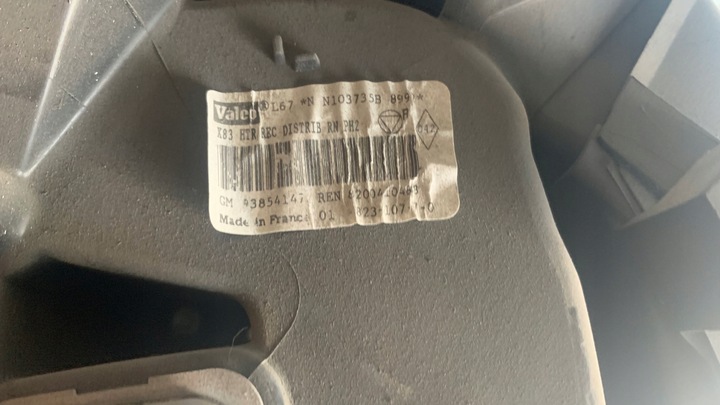 Valeo® L67 *N N103735B 899*
K83 HTR REC DISTRIB RN PH2
R
GM 93854147 REN
Made in France 01